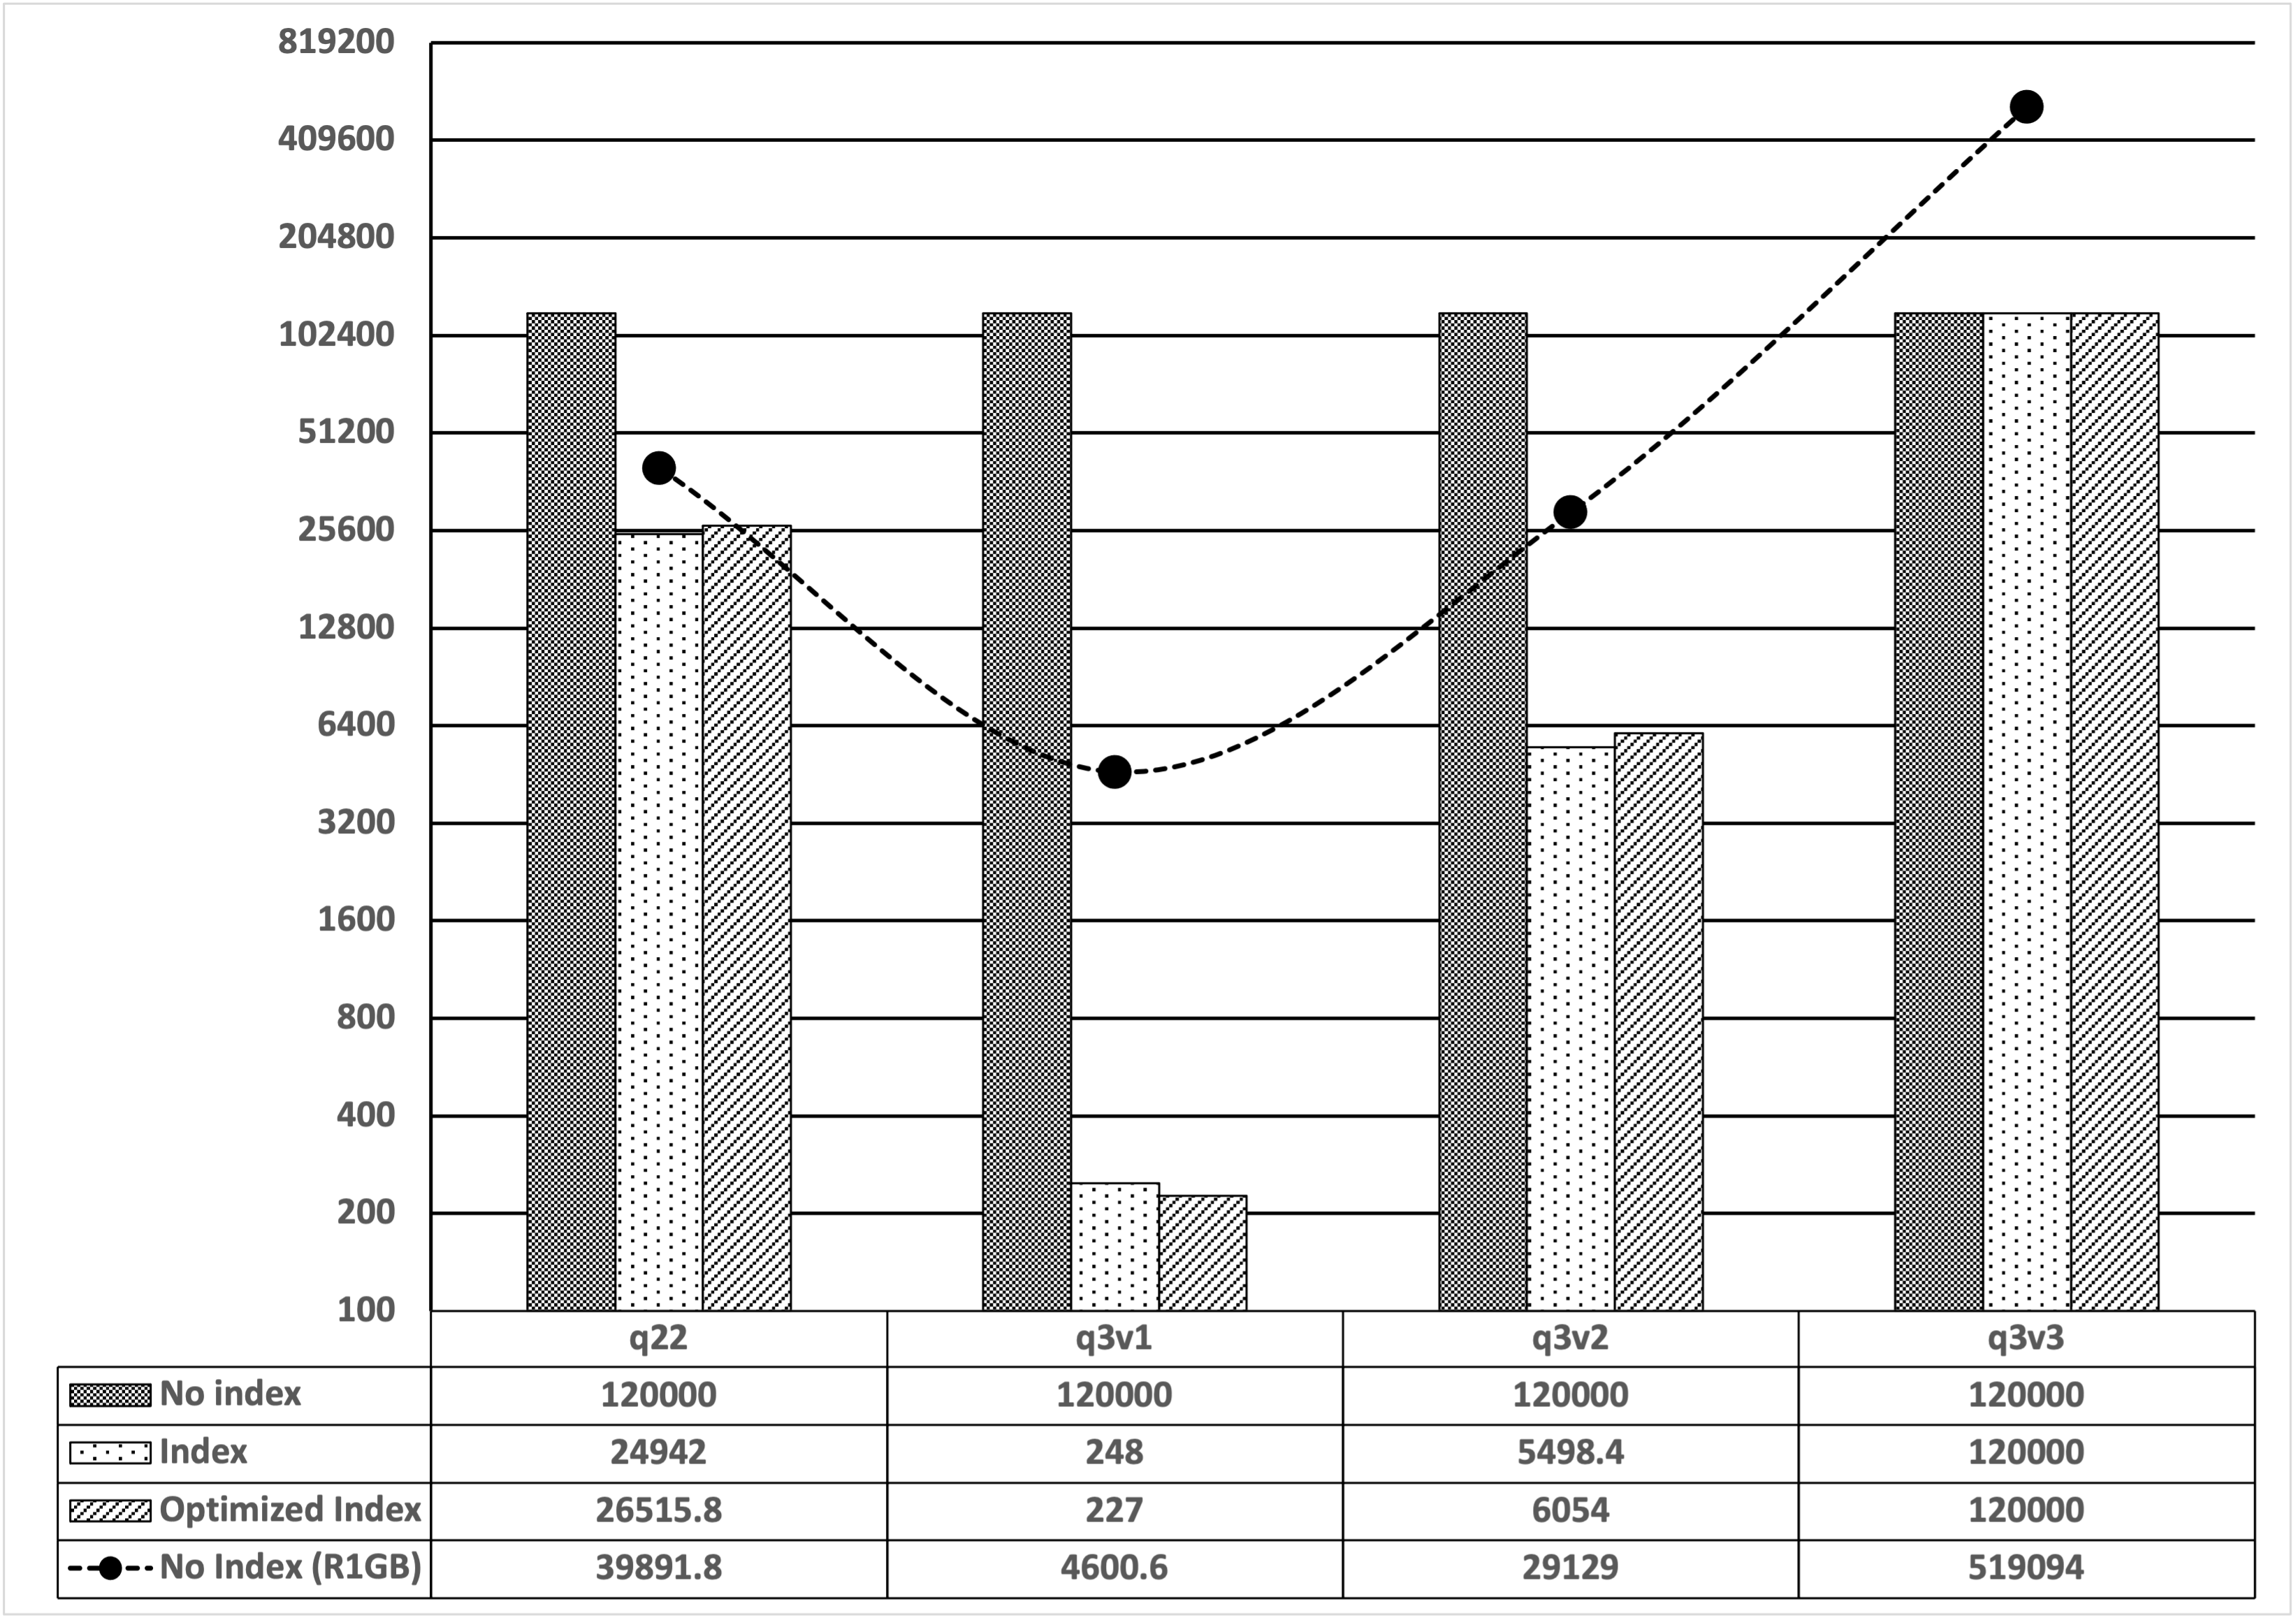 819200
409600
204800
102400
51200
25600
12800
6400
3200
1600
800
400
200
100
q22 q3v1 q3v2 q3v3
No index 120000 120000 120000 120000
Index 24942 248 5498.4 120000
Optimized Index 26515.8 227 6054 120000
No Index (R1GB) 39891.8 4600.6 29129 519094